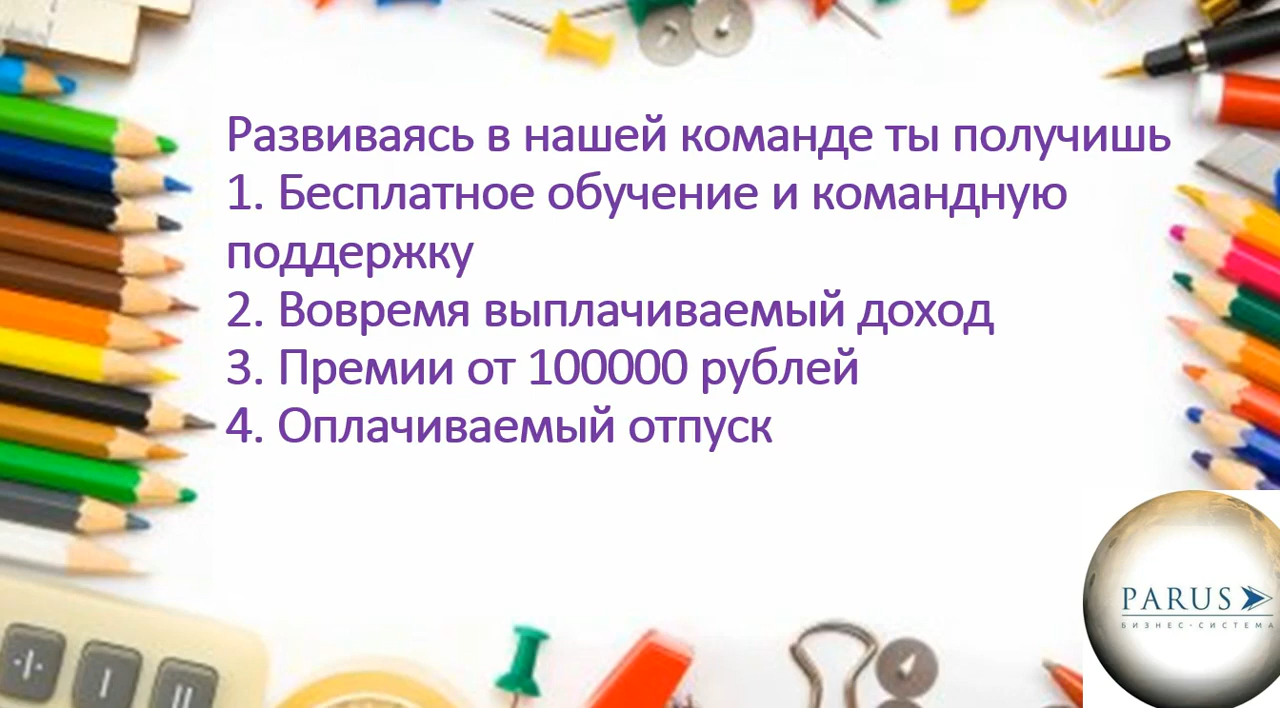 Развиваясь в нашей команде ты получишь
1. Бесплатное обучение и командную
поддержку
2. Вовремя выплачиваемый доход
3. Премии от 100000 рублей
4. Оплачиваемый отпуск
PARUS
БИЗНЕС-СИСТЕМА